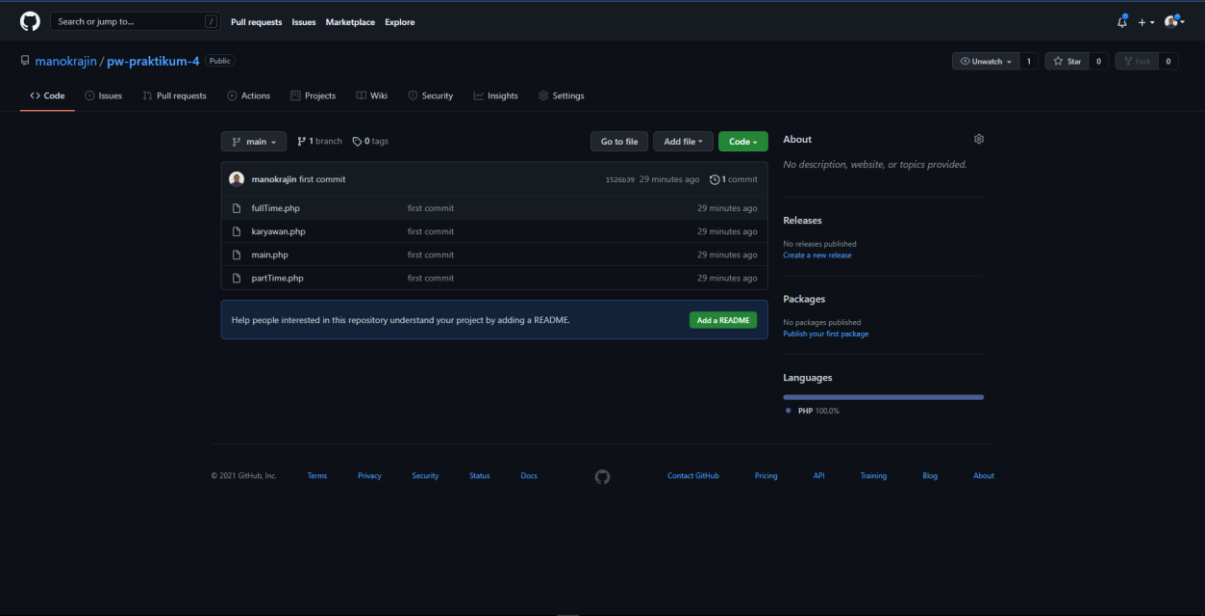 Search or jump to... / Pull requests Issues Marketplace Explore
manokrajin / pw-praktikum-4 Public Unwatch 1 Star 0 Fork 0
Code Issues Pull requests Actions Projects Wiki Security Insights Settings
main 1 branch 0 tags Go to file Add file Code
manokrajin first commit 1526b39 29 minutes ago 1 commit
fullTime.php first commit 29 minutes ago
karyawan.php first commit 29 minutes ago
main.php first commit 29 minutes ago
partTime.php first commit 29 minutes ago
Help people interested in this repository understand your project by adding a README. Add a README
About
No description, website, or topics provided.
Releases
No releases published
Create a new release
Packages
No packages published
Publish your first package
Languages
PHP 100.0%
© 2021 GitHub, Inc. Terms Privacy Security Status Docs Contact GitHub Pricing API Training Blog About